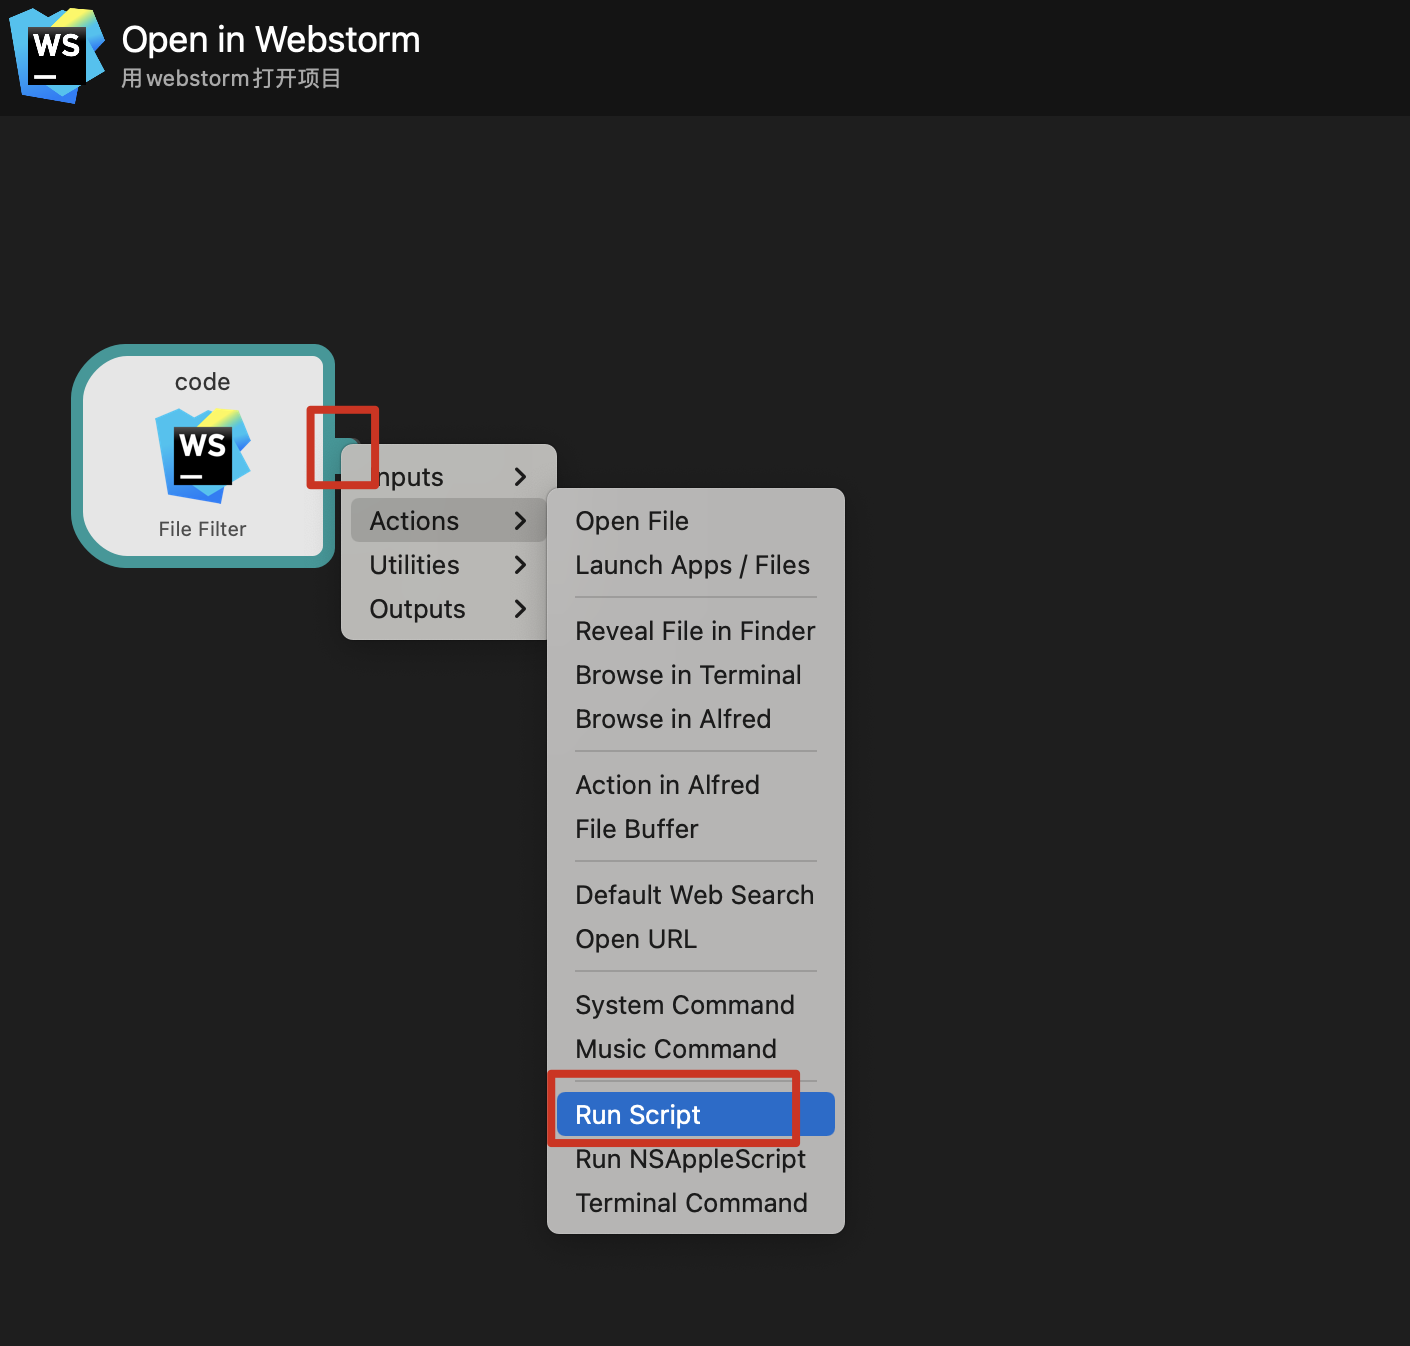 WS
Open in Webstorm
用webstorm打开项目
code
WS
File Filter
Inputs
Actions
Utilities
Outputs
Open File
Launch Apps / Files
Reveal File in Finder
Browse in Terminal
Browse in Alfred
Action in Alfred
File Buffer
Default Web Search
Open URL
System Command
Music Command
Run Script
Run NSAppleScript
Terminal Command